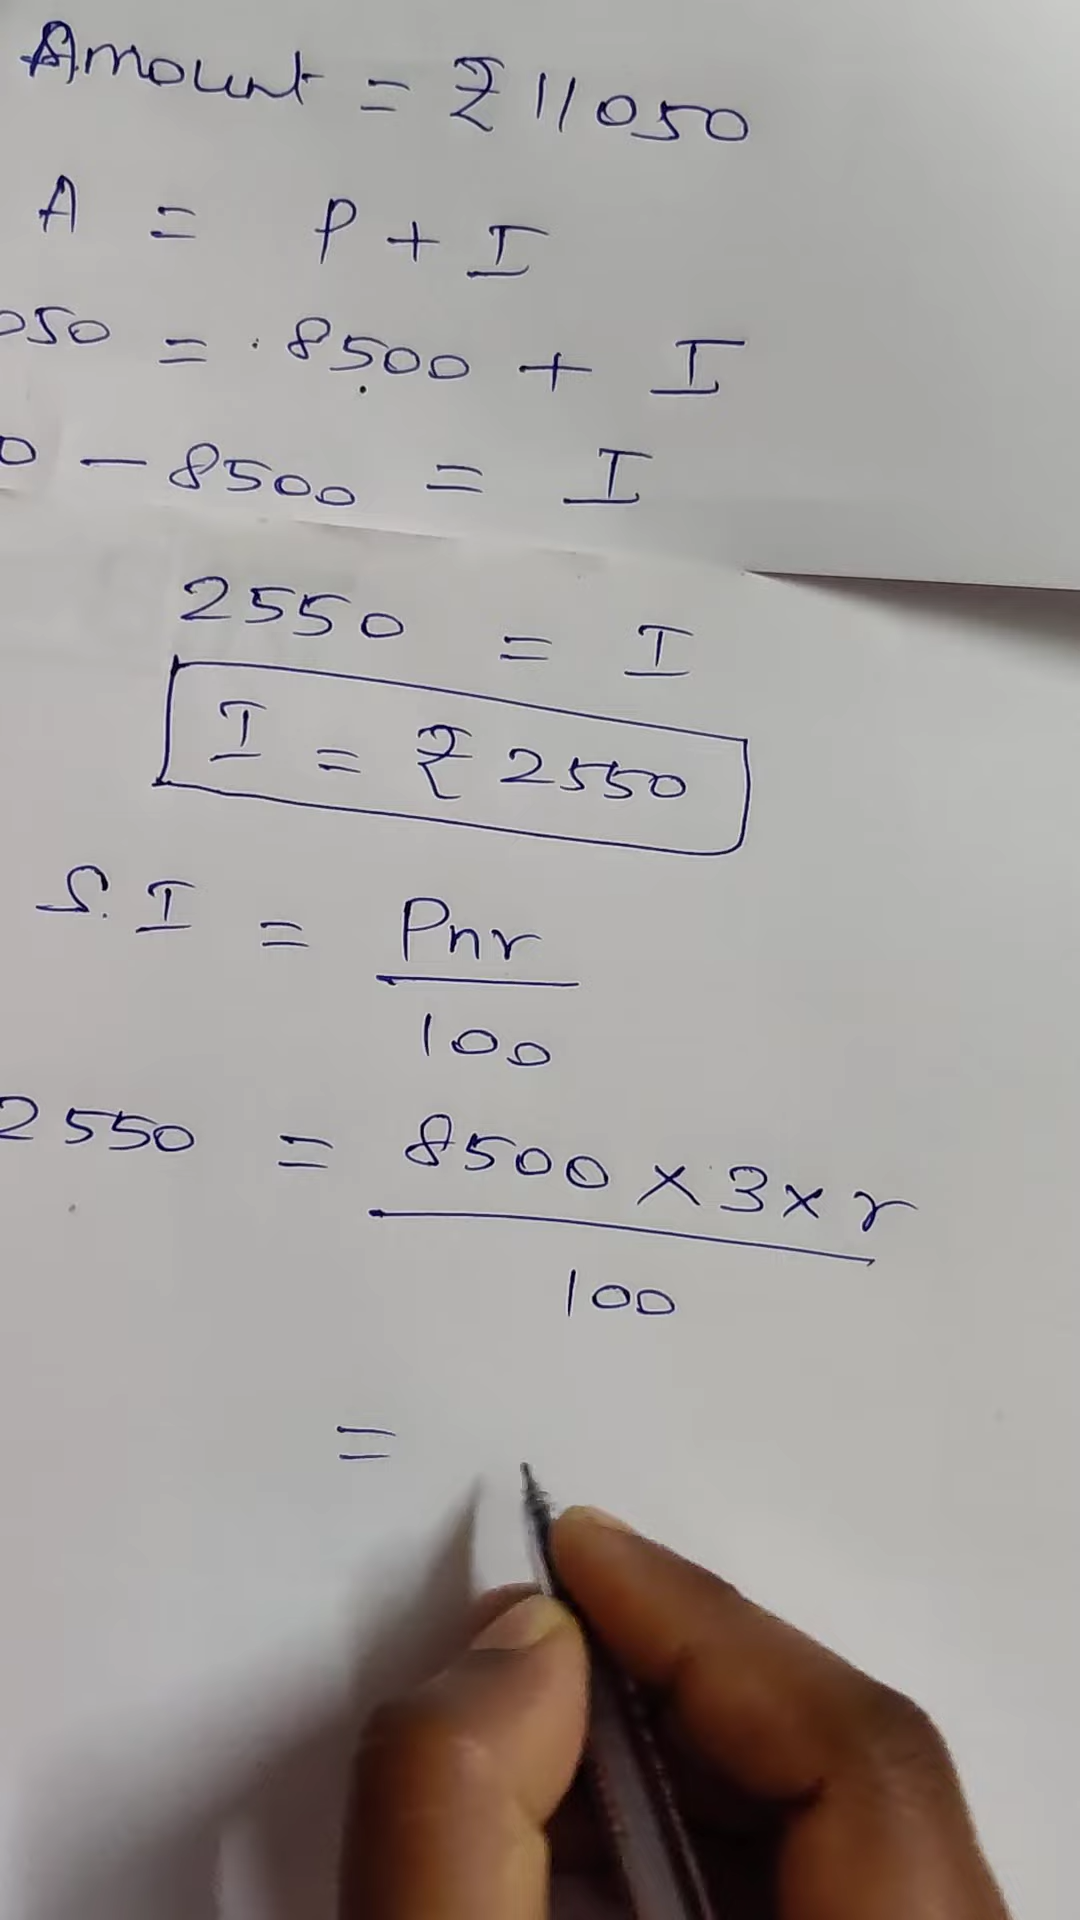 Amount = ₹11050
A = P + I
050 = 8500 + I
0 - 8500 = I
2550 = I
I = ₹2550
S.I = Pnr
100
2550 = 8500 × 3 × r
100
=